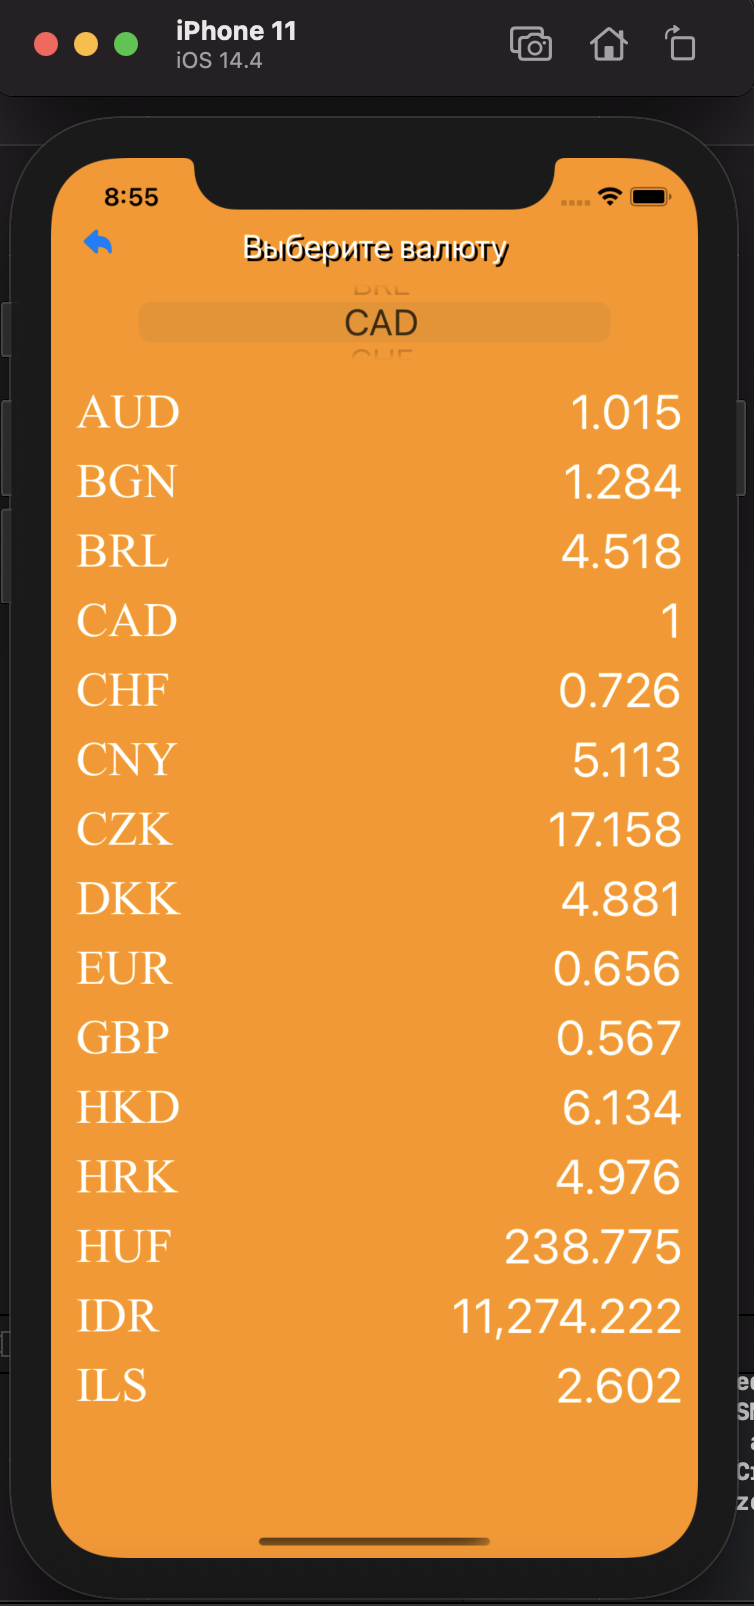 iPhone 11
iOS 14.4
8:55
Выберите валюту
BRL
CAD
CHF
AUD 1.015
BGN 1.284
BRL 4.518
CAD 1
CHF 0.726
CNY 5.113
CZK 17.158
DKK 4.881
EUR 0.656
GBP 0.567
HKD 6.134
HRK 4.976
HUF 238.775
IDR 11,274.222
ILS 2.602